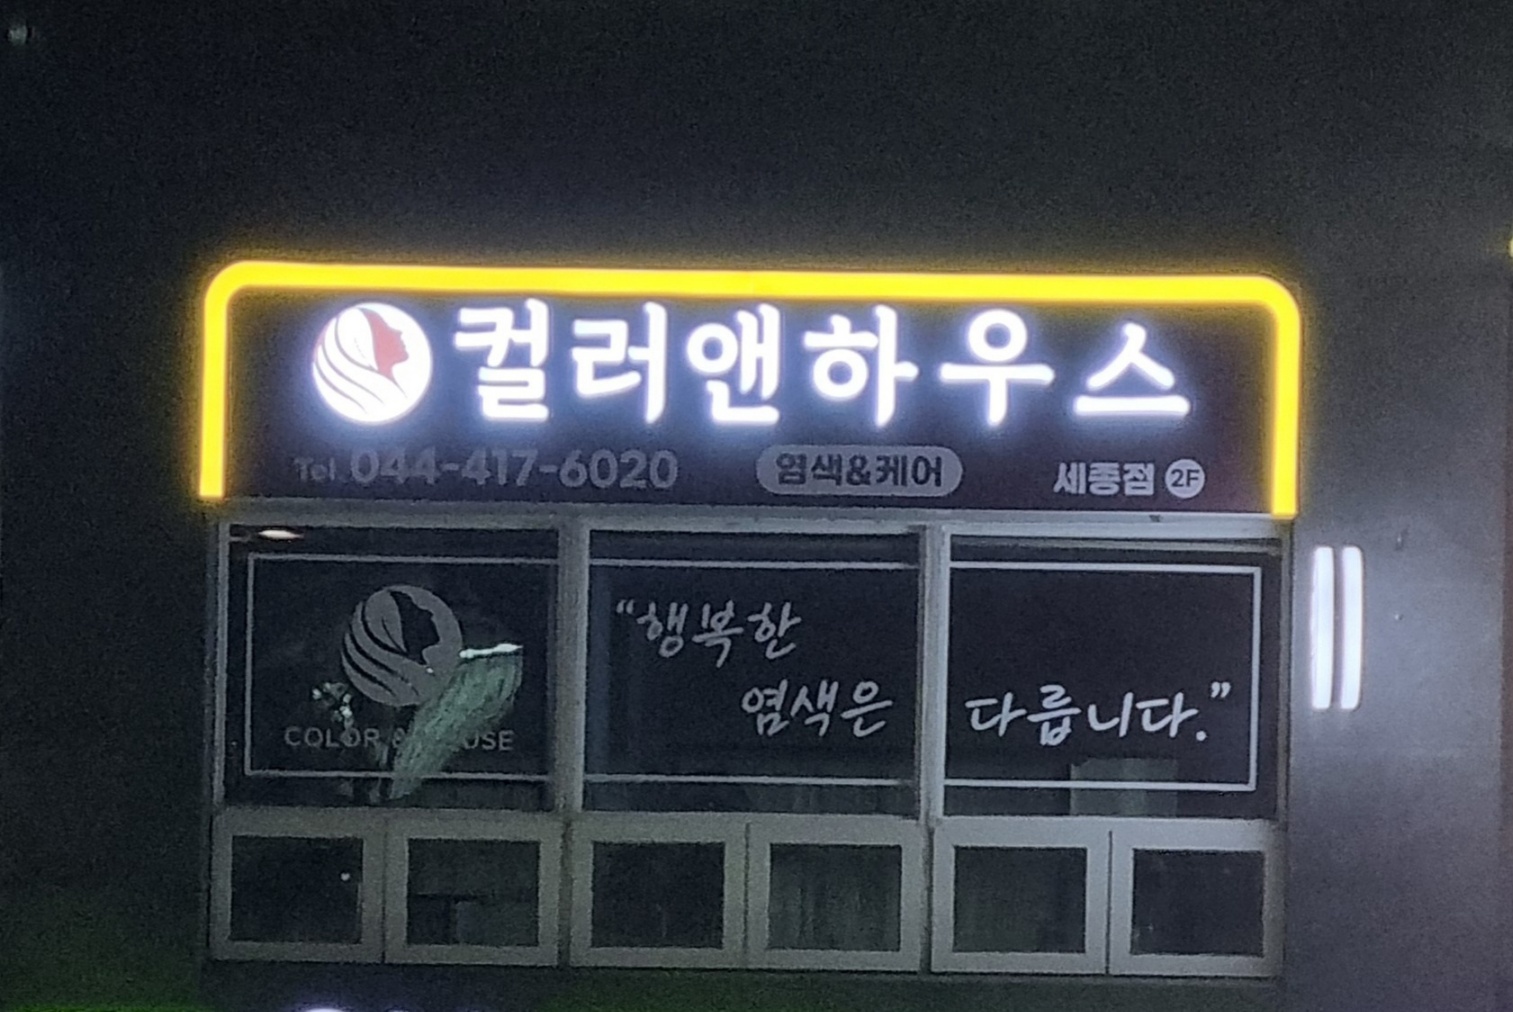 컬러앤하우스
Tel.044-417-6020 염색&케어 세종점 2F
"행복한
염색은 다릅니다."
COLOR &